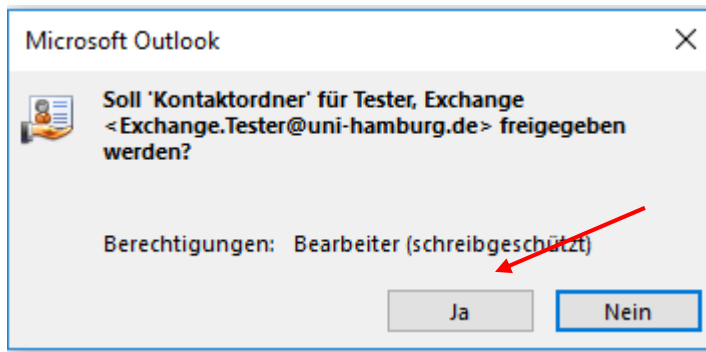 Microsoft Outlook
Soll 'Kontaktordner' für Tester, Exchange
<Exchange.Tester@uni-hamburg.de> freigegeben
werden?
Berechtigungen: Bearbeiter (schreibgeschützt)
Ja Nein